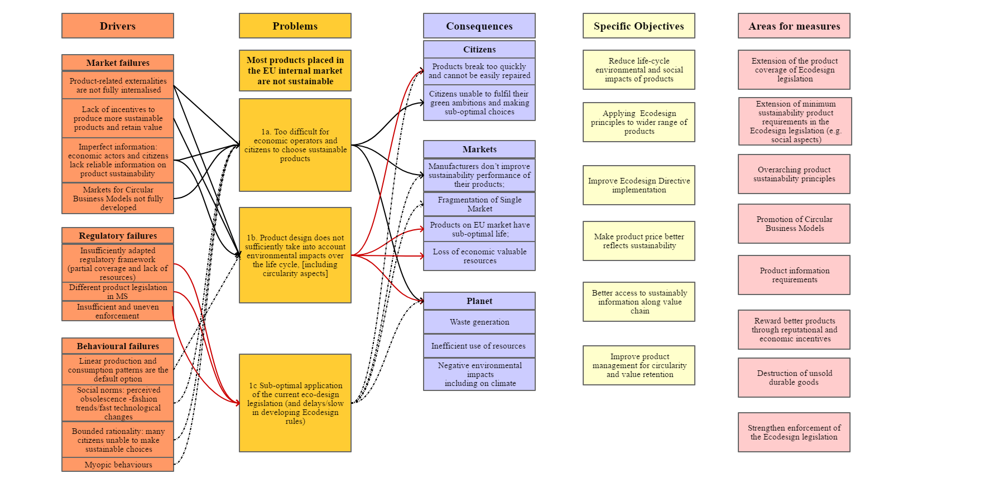 Drivers
Market failures
Product-related externalities
are not fully internalised
Lack of incentives to
produce more sustainable
products and retain value
Imperfect information:
economic actors and citizens
lack reliable information on
product sustainability
Markets for Circular
Business Models not fully
developed
Regulatory failures
Insufficiently adapted
regulatory framework
(partial coverage and lack of
resources)
Different product legislation
in MS
Insufficient and uneven
enforcement
Behavioural failures
Linear production and
consumption patterns are the
default option
Social norms: perceived
obsolescence -fashion
trends/fast technological
changes
Bounded rationality: many
citizens unable to make
sustainable choices
Myopic behaviours
Problems
Most products placed in
the EU internal market
are not sustainable
1a. Too difficult for
economic operators and
citizens to choose sustainable
products
1b. Product design does not
sufficiently take into account
environmental impacts over
the life cycle, [including
circularity aspects]
1c Sub-optimal application
of the current eco-design
legislation (and delays/slow
in developing Ecodesign
rules)
Consequences
Citizens
Products break too quickly
and cannot be easily repaired
Citizens unable to fulfil their
green ambitions and making
sub-optimal choices
Markets
Manufacturers don’t improve
sustainability performance of
their products;
Fragmentation of Single
Market
Products on EU market have
sub-optimal life;
Loss of economic valuable
resources
Planet
Waste generation
Inefficient use of resources
Negative environmental
impacts
including on climate
Specific Objectives
Reduce life-cycle
environmental and social
impacts of products
Applying  Ecodesign
principles to wider range of
products
Improve Ecodesign Directive
implementation
Make product price better
reflects sustainability
Better access to sustainably
information along value
chain
Improve product
management for circularity
and value retention
Areas for measures
Extension of the product
coverage of Ecodesign
legislation
Extension of minimum
sustainability product
requirements in the
Ecodesign legislation (e.g.
social aspects)
Overarching product
sustainability principles
Promotion of Circular
Business Models
Product information
requirements
Reward better products
through reputational and
economic incentives
Destruction of unsold
durable goods
Strengthen enforcement of
the Ecodesign legislation